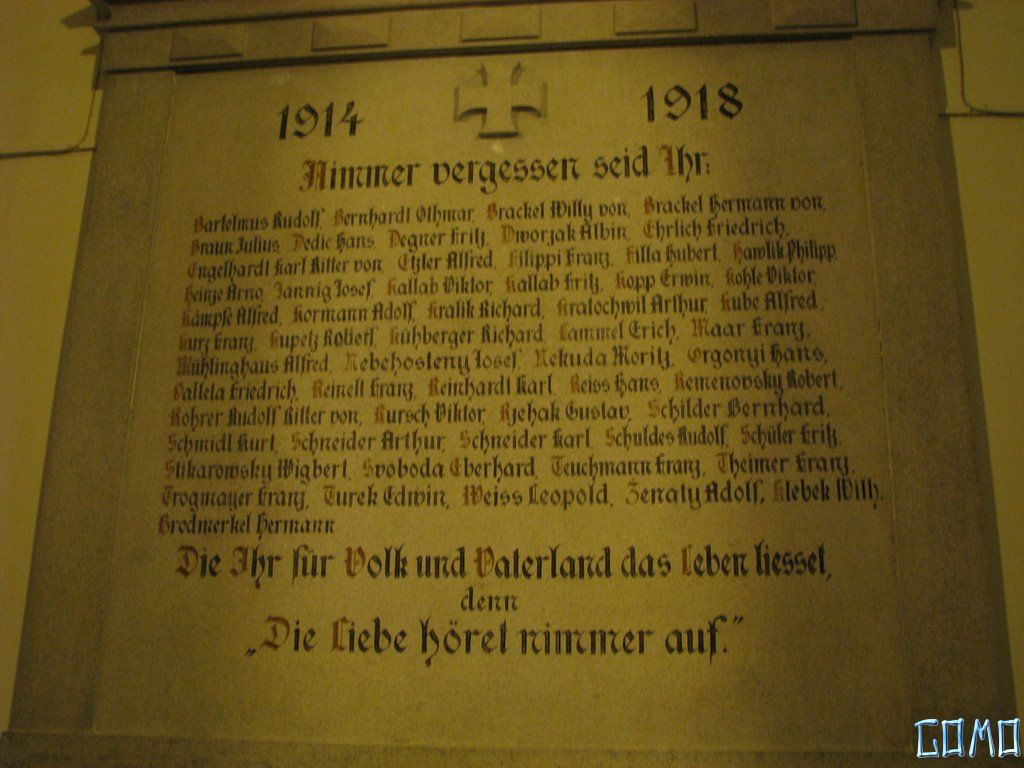 1914 1918
Nimmer vergessen seid Ihr:
Bartelmus Rudolf, Bernhardt Othmar, Brackel Willy von, Brackel Hermann von,
Braun Julius, Dedic Hans, Degner Fritz, Dworzak Albin, Ehrlich Friedrich,
Engelhardt Karl Ritter von, Etzler Alfred, Filippi Franz, Filla Hubert, Hawlik Philipp,
Heinze Arno, Jannig Josef, Kallab Viktor, Kallab Fritz, Kopp Erwin, Kohle Viktor,
Kämpfe Alfred, Kormann Adolf, Kralik Richard, Kratochwil Arthur, Kube Alfred,
Kurz Franz, Kupetz Robert, Kühberger Richard, Lammel Erich, Maar Franz,
Mühlinghaus Alfred, Nebehosteny Josef, Nekuda Moritz, Orgonyi Hans,
Pallela Friedrich, Reinelt Franz, Reinhardt Karl, Reiss Hans, Remenovsky Robert,
Rohrer Rudolf Ritter von, Rursch Viktor, Rzehak Gustav, Schilder Bernhard,
Schmidt Kurt, Schneider Arthur, Schneider Karl, Schuldes Rudolf, Schüler Fritz,
Stikarowsky Wigbert, Svoboda Eberhard, Teuchmann Franz, Theimer Franz,
Trogmayer Franz, Turek Edwin, Weiss Leopold, Zenaty Adolf, Klebek Willy,
Brodmerkel Hermann
Die Ihr für Volk und Vaterland das Leben liesset,
denn
„Die Liebe höret nimmer auf."
GOMO